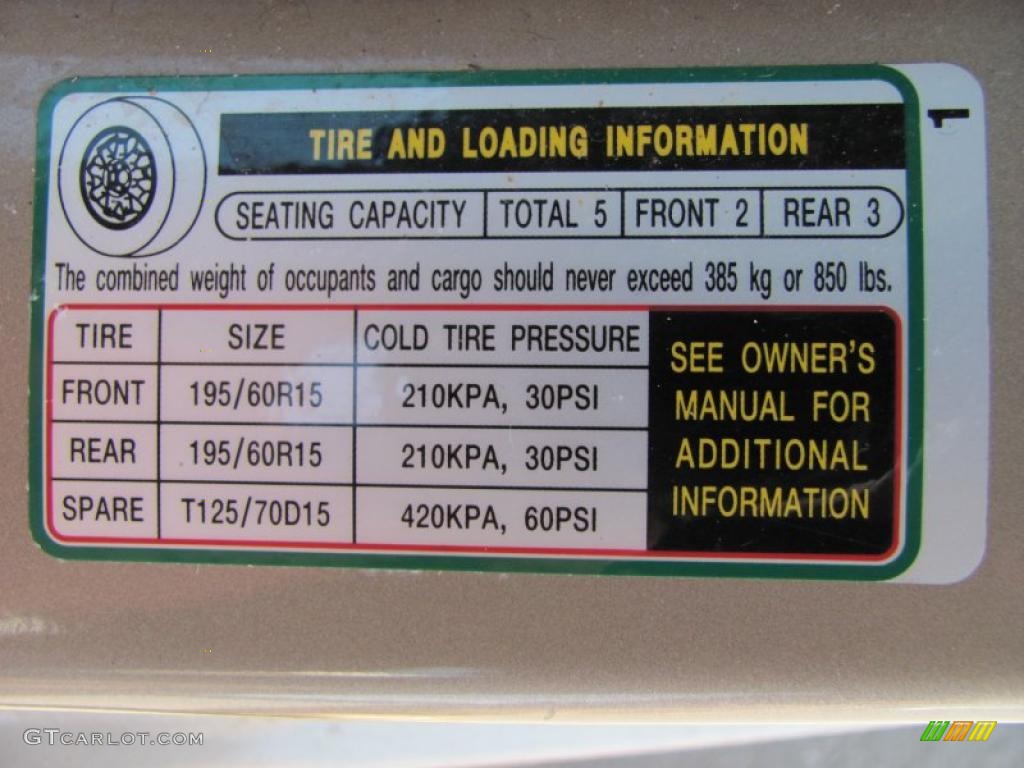 TIRE AND LOADING INFORMATION
1
SEATING CAPACITY TOTAL 5 FRONT 2 REAR 3
The combined weight of occupants and cargo should never exceed 385 kg or 850 lbs.
TIRE SIZE COLD TIRE PRESSURE
FRONT 195/60R15 210KPA, 30PSI
REAR 195/60R15 210KPA, 30PSI
SPARE T125/70D15 420KPA, 60PSI
SEE OWNER'S
MANUAL FOR
ADDITIONAL
INFORMATION
GTCARLOT.COM